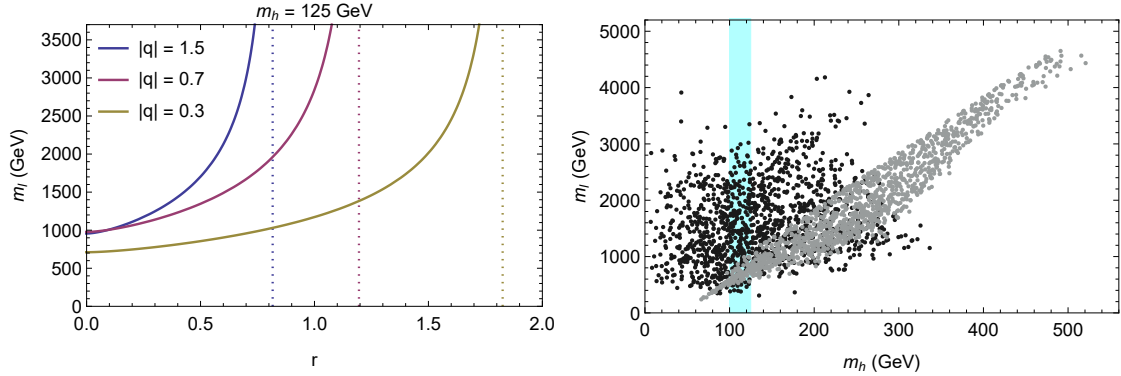 m_h = 125 GeV
|q| = 1.5
|q| = 0.7
|q| = 0.3
m_l (GeV)
3500
3000
2500
2000
1500
1000
500
0
0.0 0.5 1.0 1.5 2.0
r
m_l (GeV)
5000
4000
3000
2000
1000
0
0 100 200 300 400 500
m_h (GeV)